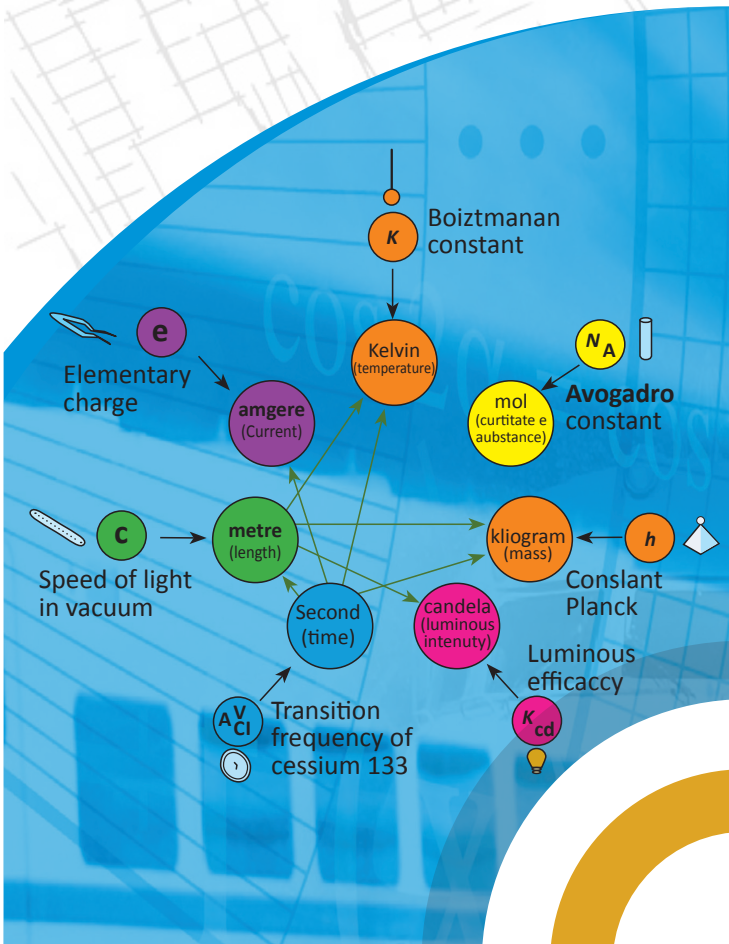 K
Boiztmanan
constant
e
Elementary
charge
Kelvin
(temperature)
N A
Avogadro
constant
amgere
(Current)
mol
(curtitate e
aubstance)
C
Speed of light
in vacuum
metre
(length)
kliogram
(mass)
h
Conslant
Planck
Second
(time)
candela
(luminous
intenuty)
Luminous
efficaccy
A V CI
Transition
frequency of
cessium 133
K cd
cos
cos